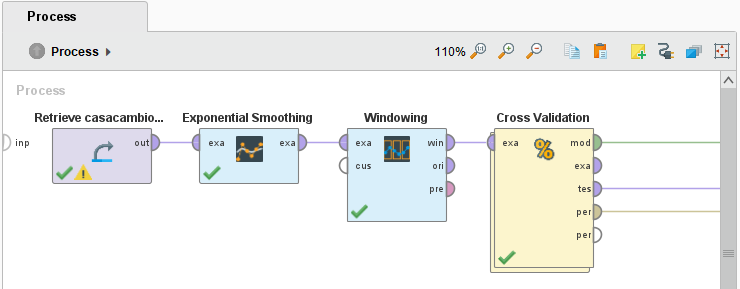 Process
Process
110%
Process
Retrieve casacambio...
Exponential Smoothing
Windowing
Cross Validation
inp
out
exa
exa
exa
win
exa
mod
cus
ori
exa
pre
tes
per
per